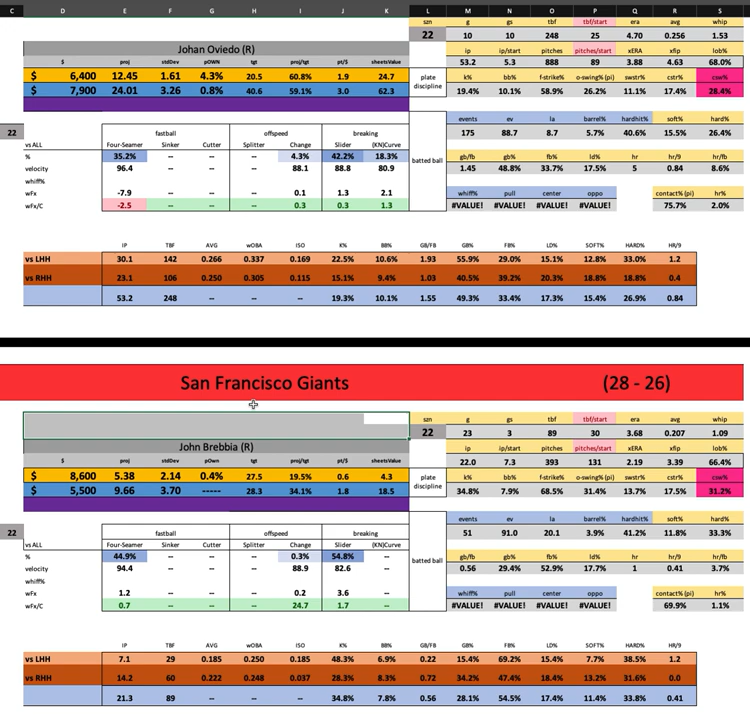 C D E F G H I J K L M N O P Q R S
szn g gs tbf tbf/start era avg whip
22 10 10 248 25 4.70 0.256 1.53
Johan Oviedo (R) ip ip/start pitches pitches/start xERA xfip lob%
$ proj stdDev pOWN tgt proj/tgt pt/$ sheetsValue 53.2 5.3 888 89 3.88 4.63 68.0%
$ 6,400 12.45 1.61 4.3% 20.5 60.8% 1.9 24.7 plate discipline k% bb% f-strike% o-swing% (pi) swstr% cstr% csw%
$ 7,900 24.01 3.26 0.8% 40.6 59.1% 3.0 62.3 19.4% 10.1% 58.9% 26.2% 11.1% 17.4% 28.4%
events ev la barrel% hardhit% soft% hard%
22 fastball offspeed breaking 175 88.7 8.7 5.7% 40.6% 15.5% 26.4%
vs ALL Four-Seamer Sinker Cutter Splitter Change Slider (KN)Curve
% 35.2% -- -- -- 4.3% 42.2% 18.3% batted ball gb/fb gb% fb% ld% hr hr/9 hr/fb
velocity 96.4 -- -- -- 88.1 88.8 80.9 1.45 48.8% 33.7% 17.5% 5 0.84 8.6%
whiff%
wFx -7.9 -- -- -- 0.1 1.3 2.1 whiff% pull center oppo contact% (pi) hr%
wFx/C -2.5 -- -- -- 0.3 0.3 1.3 #VALUE! #VALUE! #VALUE! #VALUE! 75.7% 2.0%
IP TBF AVG wOBA ISO K% BB% GB/FB GB% FB% LD% SOFT% HARD% HR/9
vs LHH 30.1 142 0.266 0.337 0.169 22.5% 10.6% 1.93 55.9% 29.0% 15.1% 12.8% 33.0% 1.2
vs RHH 23.1 106 0.250 0.305 0.115 15.1% 9.4% 1.03 40.5% 39.2% 20.3% 18.8% 18.8% 0.4
53.2 248 -- -- -- 19.3% 10.1% 1.55 49.3% 33.4% 17.3% 15.4% 26.9% 0.84
San Francisco Giants (28 - 26)
szn g gs tbf tbf/start era avg whip
22 23 3 89 30 3.68 0.207 1.09
John Brebbia (R) ip ip/start pitches pitches/start xERA xfip lob%
$ proj stdDev pOwn tgt proj/tgt pt/$ sheetsValue 22.0 7.3 393 131 2.19 3.39 66.4%
$ 8,600 5.38 2.14 0.4% 27.5 19.5% 0.6 4.3 plate discipline k% bb% f-strike% o-swing% (pi) swstr% cstr% csw%
$ 5,500 9.66 3.70 ----- 28.3 34.1% 1.8 18.5 34.8% 7.9% 68.5% 31.4% 13.7% 17.5% 31.2%
events ev la barrel% hardhit% soft% hard%
22 fastball offspeed breaking 51 91.0 20.1 3.9% 41.2% 11.8% 33.3%
vs ALL Four-Seamer Sinker Cutter Splitter Change Slider (KN)Curve
% 44.9% -- -- -- 0.3% 54.8% -- batted ball gb/fb gb% fb% ld% hr hr/9 hr/fb
velocity 94.4 -- -- -- 88.9 82.6 -- 0.56 29.4% 52.9% 17.7% 1 0.41 3.7%
whiff%
wFx 1.2 -- -- -- 0.2 3.6 -- whiff% pull center oppo contact% (pi) hr%
wFx/C 0.7 -- -- -- 24.7 1.7 -- #VALUE! #VALUE! #VALUE! #VALUE! 69.9% 1.1%
IP TBF AVG wOBA ISO K% BB% GB/FB GB% FB% LD% SOFT% HARD% HR/9
vs LHH 7.1 29 0.185 0.250 0.185 48.3% 6.9% 0.22 15.4% 69.2% 15.4% 7.7% 38.5% 1.2
vs RHH 14.2 60 0.222 0.248 0.037 28.3% 8.3% 0.72 34.2% 47.4% 18.4% 13.2% 31.6% 0.0
21.3 89 -- -- -- 34.8% 7.8% 0.56 28.1% 54.5% 17.4% 11.4% 33.8% 0.41